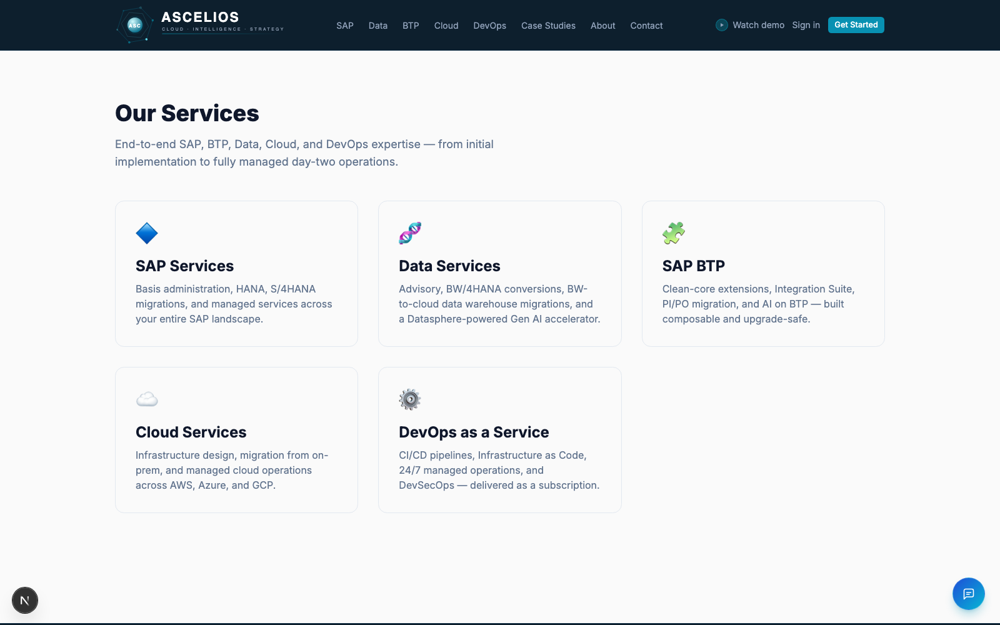 ASC
ASCELIOS
CLOUD · INTELLIGENCE · STRATEGY
SAP
Data
BTP
Cloud
DevOps
Case Studies
About
Contact
Watch demo
Sign in
Get Started
Our Services
End-to-end SAP, BTP, Data, Cloud, and DevOps expertise — from initial
implementation to fully managed day-two operations.
SAP Services
Basis administration, HANA, S/4HANA
migrations, and managed services across
your entire SAP landscape.
Data Services
Advisory, BW/4HANA conversions, BW-
to-cloud data warehouse migrations, and
a Datasphere-powered Gen AI accelerator.
SAP BTP
Clean-core extensions, Integration Suite,
PI/PO migration, and AI on BTP — built
composable and upgrade-safe.
Cloud Services
Infrastructure design, migration from on-
prem, and managed cloud operations
across AWS, Azure, and GCP.
DevOps as a Service
CI/CD pipelines, Infrastructure as Code,
24/7 managed operations, and
DevSecOps — delivered as a subscription.
N